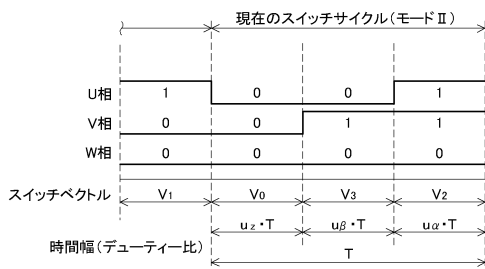 現在のスイッチサイクル（モードⅡ）
U相 1 0 0 1
V相 0 0 1 1
W相 0 0 0 0
スイッチベクトル V1 V0 V3 V2
uz・T uβ・T uα・T
時間幅（デューティー比） T